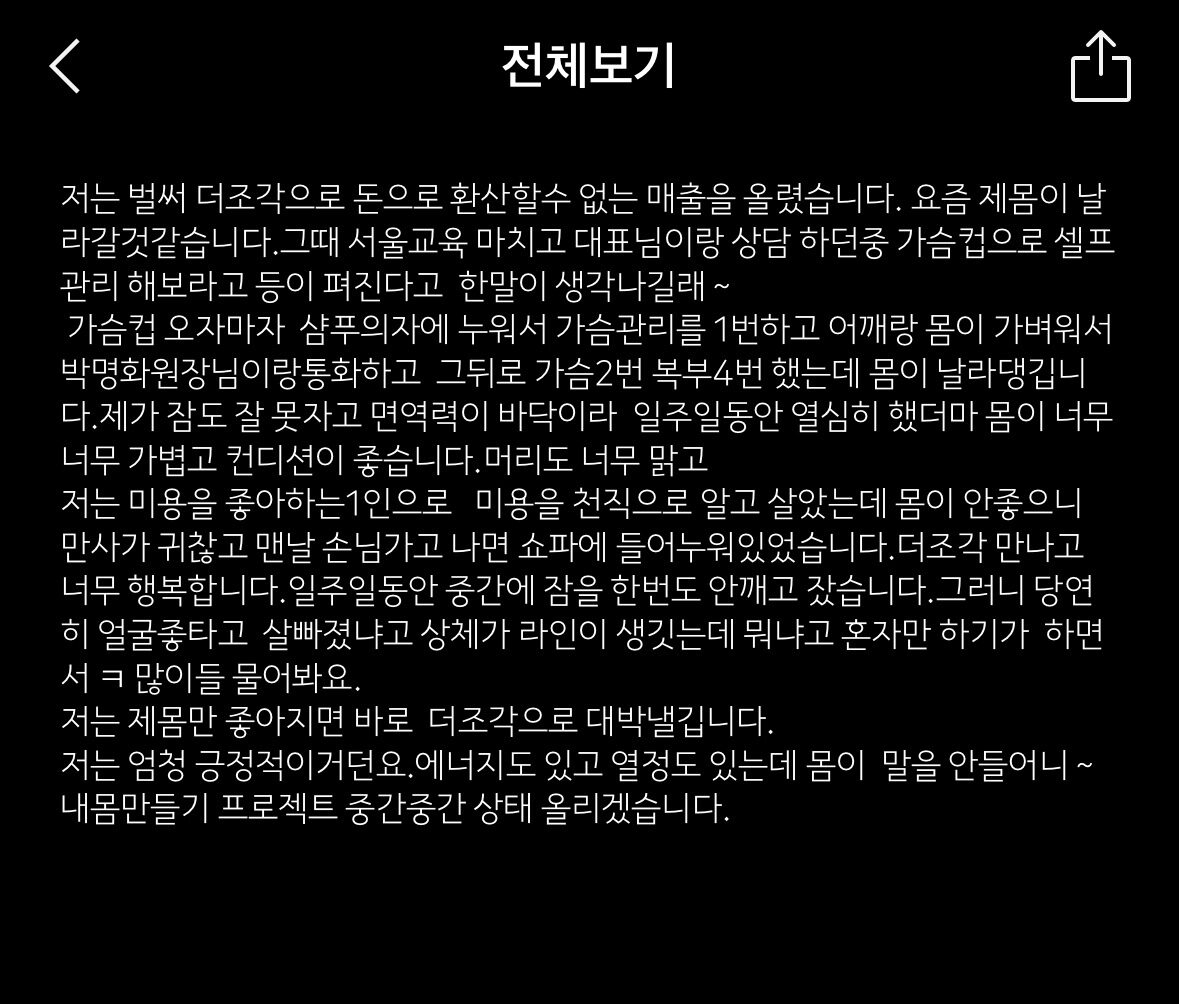 전체보기
저는 벌써 더조각으로 돈으로 환산할수 없는 매출을 올렸습니다. 요즘 제몸이 날
라갈것같습니다.그때 서울교육 마치고 대표님이랑 상담 하던중 가슴컵으로 셀프
관리 해보라고 등이 펴진다고  한말이 생각나길래 ~
가슴컵 오자마자  샴푸의자에 누워서 가슴관리를 1번하고 어깨랑 몸이 가벼워서
박명화원장님이랑통화하고  그뒤로 가슴2번 복부4번 했는데 몸이 날라댕깁니
다.제가 잠도 잘 못자고 면역력이 바닥이라  일주일동안 열심히 했더마 몸이 너무
너무 가볍고 컨디션이 좋습니다.머리도 너무 맑고
저는 미용을 좋아하는1인으로   미용을 천직으로 알고 살았는데 몸이 안좋으니
만사가 귀찮고 맨날 손님가고 나면 쇼파에 들어누워있었습니다.더조각 만나고
너무 행복합니다.일주일동안 중간에 잠을 한번도 안깨고 잤습니다.그러니 당연
히 얼굴좋타고  살빠졌냐고 상체가 라인이 생깃는데 뭐냐고 혼자만 하기가  하면
서 ㅋ 많이들 물어봐요.
저는 제몸만 좋아지면 바로  더조각으로 대박낼깁니다.
저는 엄청 긍정적이거던요.에너지도 있고 열정도 있는데 몸이  말을 안들어니 ~
내몸만들기 프로젝트 중간중간 상태 올리겠습니다.